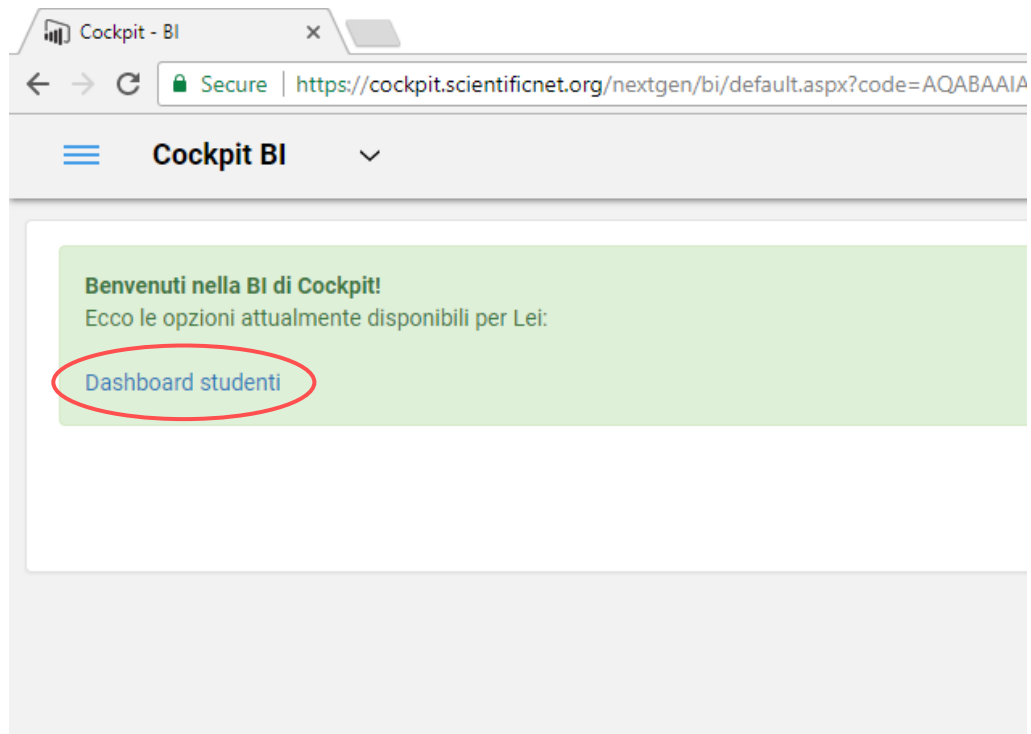 Cockpit - BI
Secure | https://cockpit.scientificnet.org/nextgen/bi/default.aspx?code=AQABAAIA
Cockpit BI
Benvenuti nella BI di Cockpit!
Ecco le opzioni attualmente disponibili per Lei:
Dashboard studenti